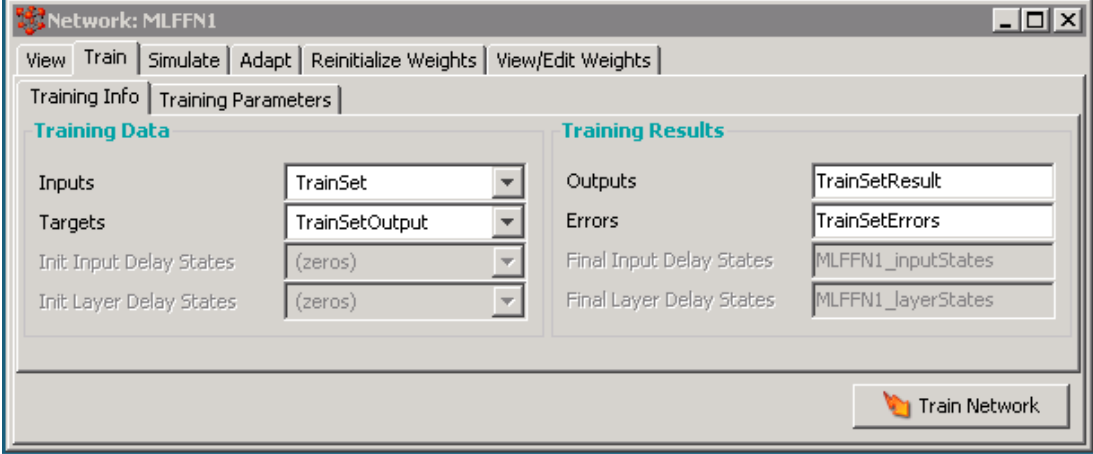 Network: MLFFN1
View Train Simulate Adapt Reinitialize Weights View/Edit Weights
Training Info Training Parameters
Training Data
Inputs TrainSet
Targets TrainSetOutput
Init Input Delay States (zeros)
Init Layer Delay States (zeros)
Training Results
Outputs TrainSetResult
Errors TrainSetErrors
Final Input Delay States MLFFN1_inputStates
Final Layer Delay States MLFFN1_layerStates
Train Network